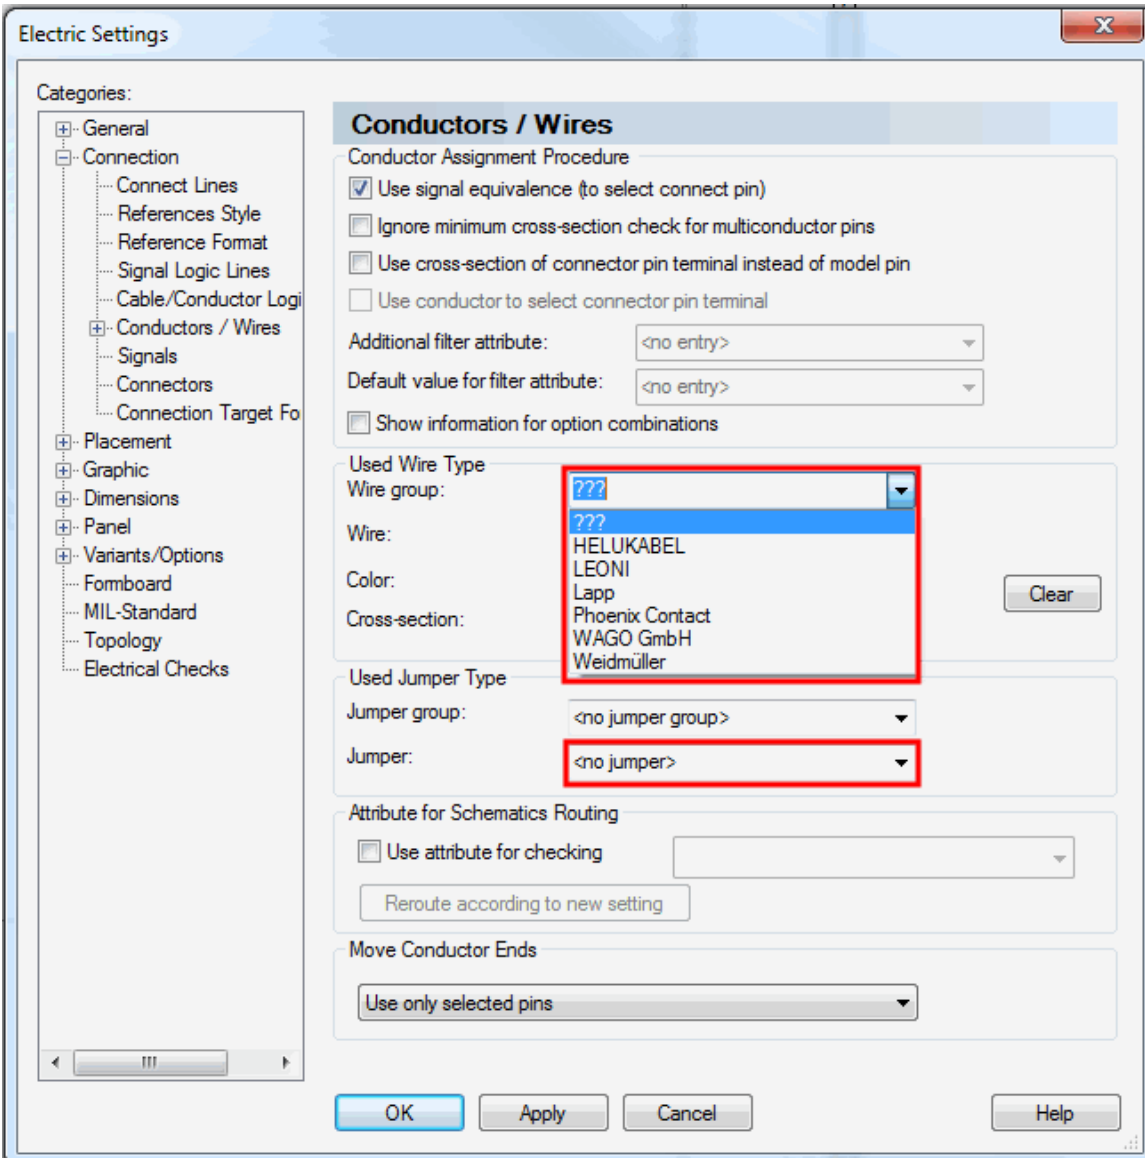 Electric Settings
Categories:
General
Connection
Connect Lines
References Style
Reference Format
Signal Logic Lines
Cable/Conductor Logi
Conductors / Wires
Signals
Connectors
Connection Target Fo
Placement
Graphic
Dimensions
Panel
Variants/Options
Formboard
MIL-Standard
Topology
Electrical Checks
Conductors / Wires
Conductor Assignment Procedure
Use signal equivalence (to select connect pin)
Ignore minimum cross-section check for multiconductor pins
Use cross-section of connector pin terminal instead of model pin
Use conductor to select connector pin terminal
Additional filter attribute: <no entry>
Default value for filter attribute: <no entry>
Show information for option combinations
Used Wire Type
Wire group: ???
Wire:
Color:
Cross-section:
???
HELUKABEL
LEONI
Lapp
Phoenix Contact
WAGO GmbH
Weidmüller
Clear
Used Jumper Type
Jumper group: <no jumper group>
Jumper: <no jumper>
Attribute for Schematics Routing
Use attribute for checking
Reroute according to new setting
Move Conductor Ends
Use only selected pins
OK Apply Cancel Help